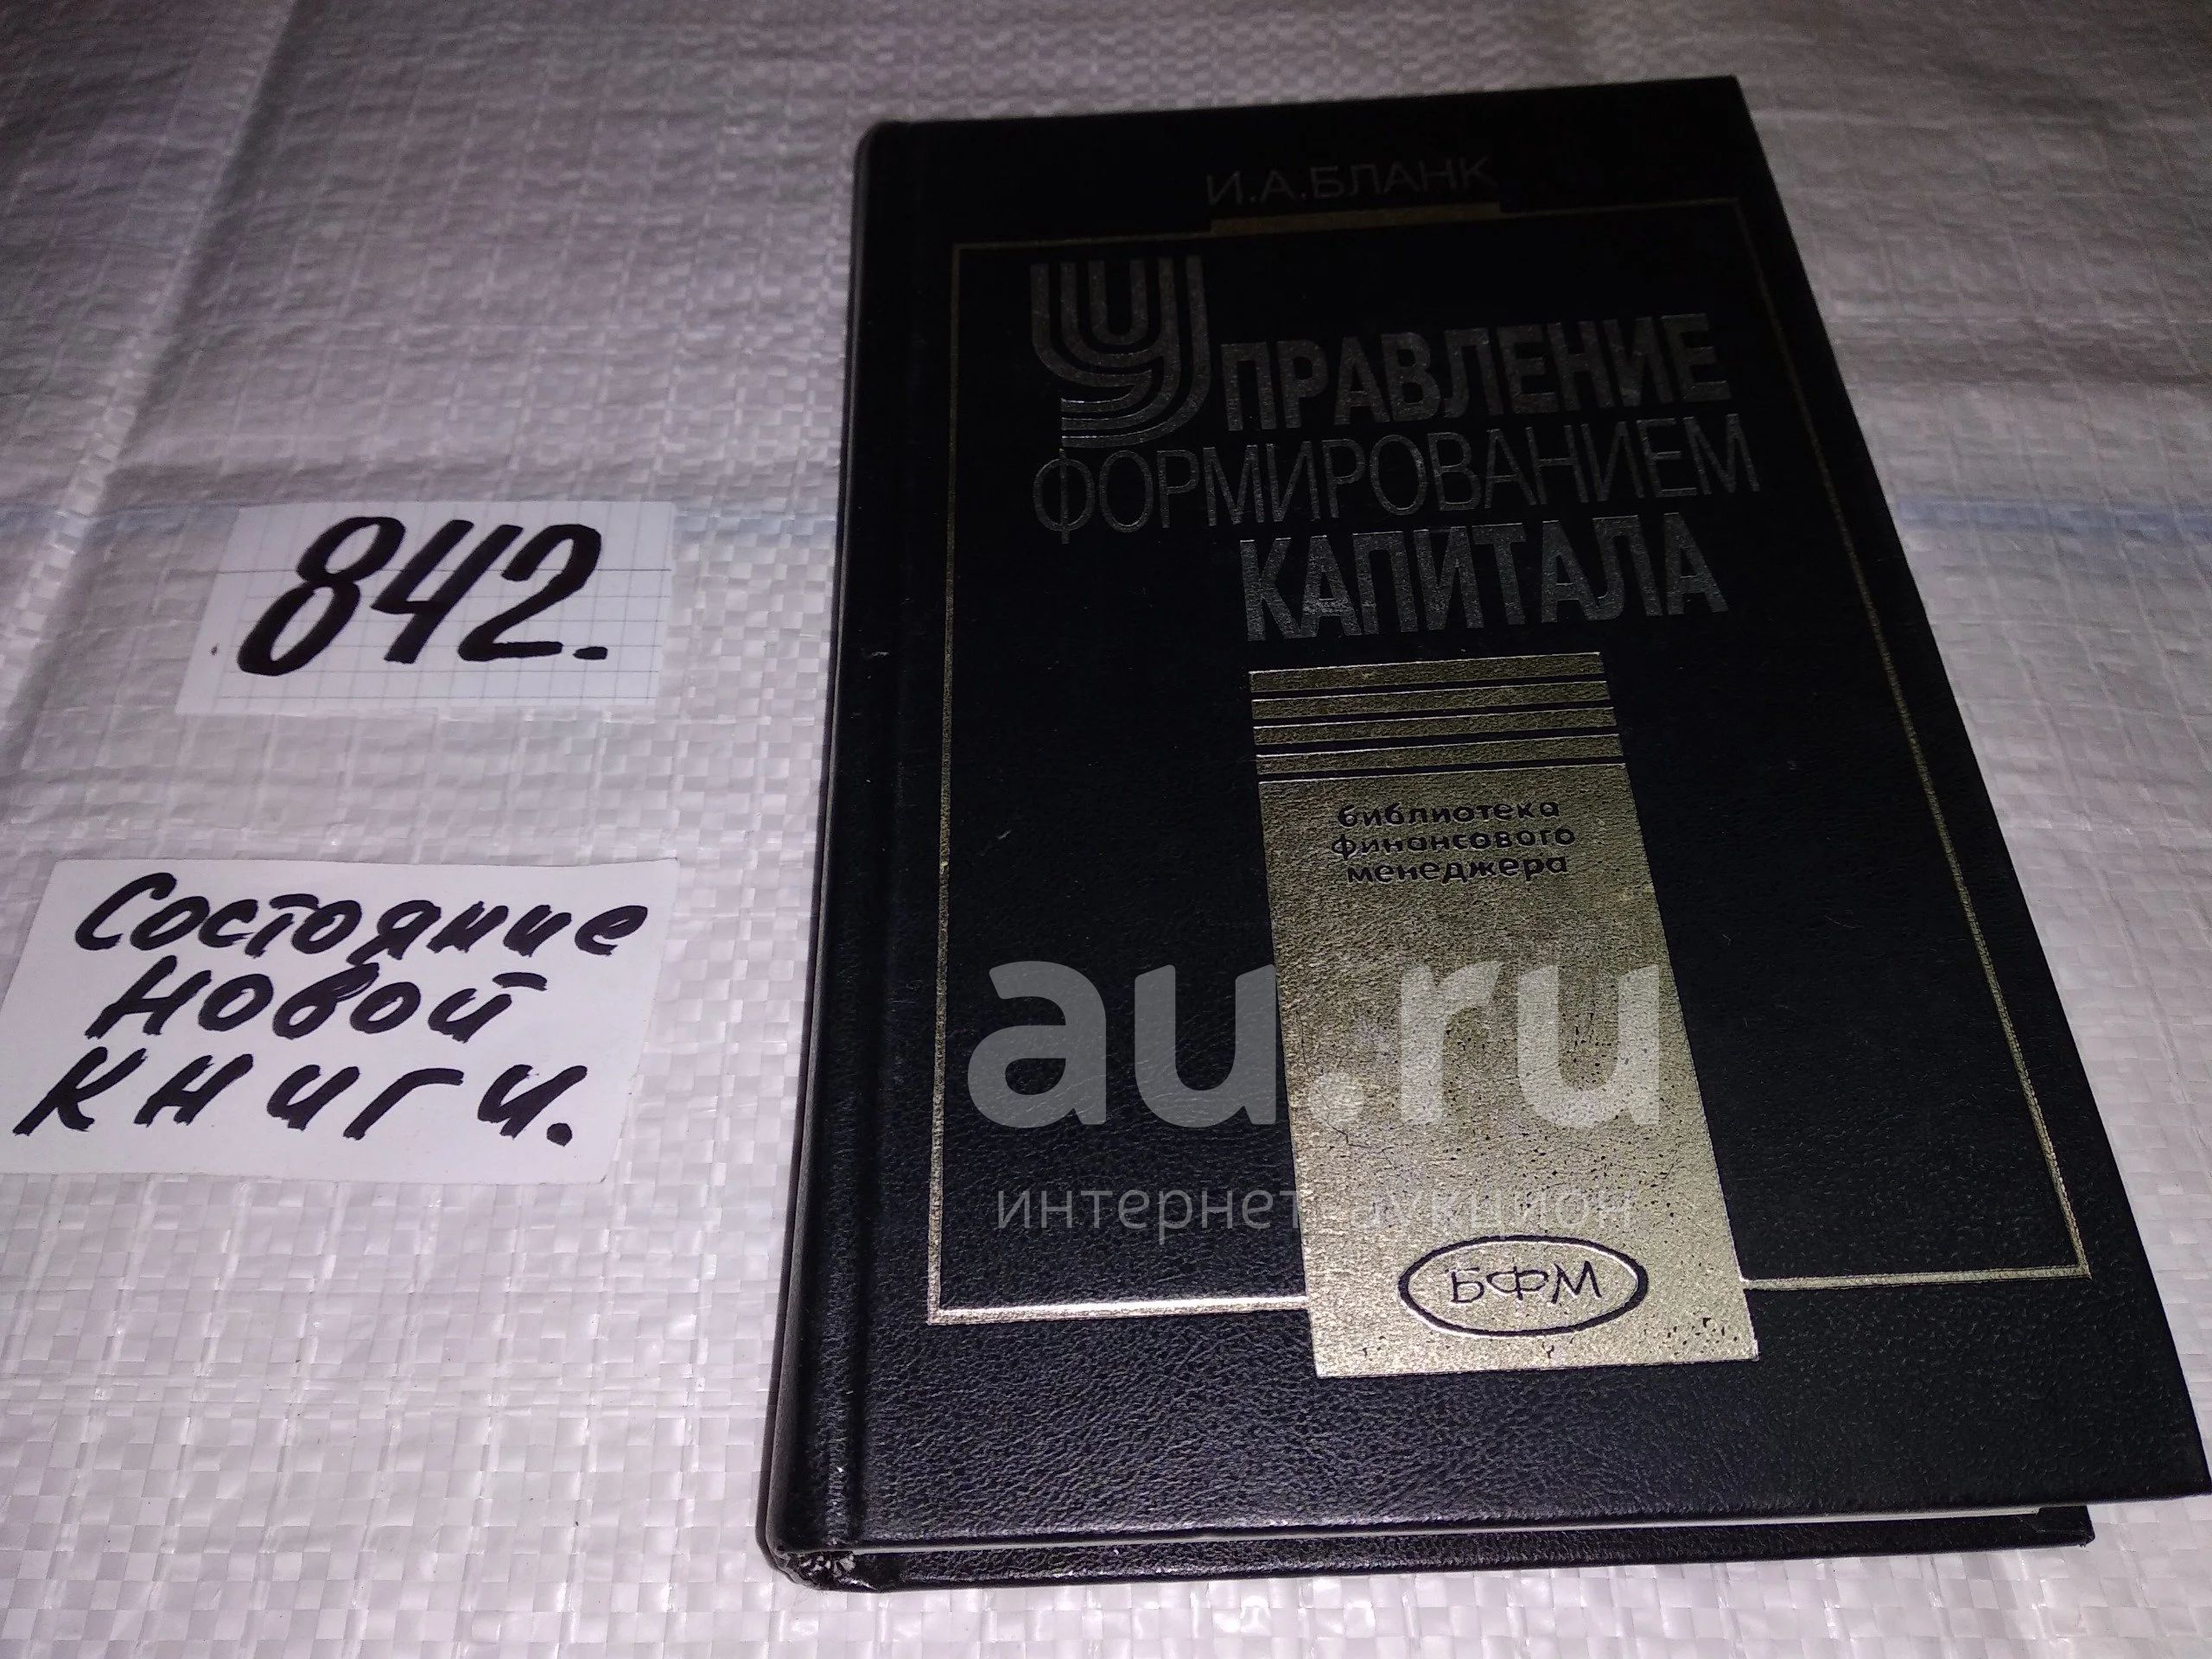 842.
Состояние
новой
книги.
И.А.БЛАНК
УПРАВЛЕНИЕ
ФОРМИРОВАНИЕМ
КАПИТАЛА
библиотека
финансового
менеджера
au.ru
интернет аукцион
БФМ